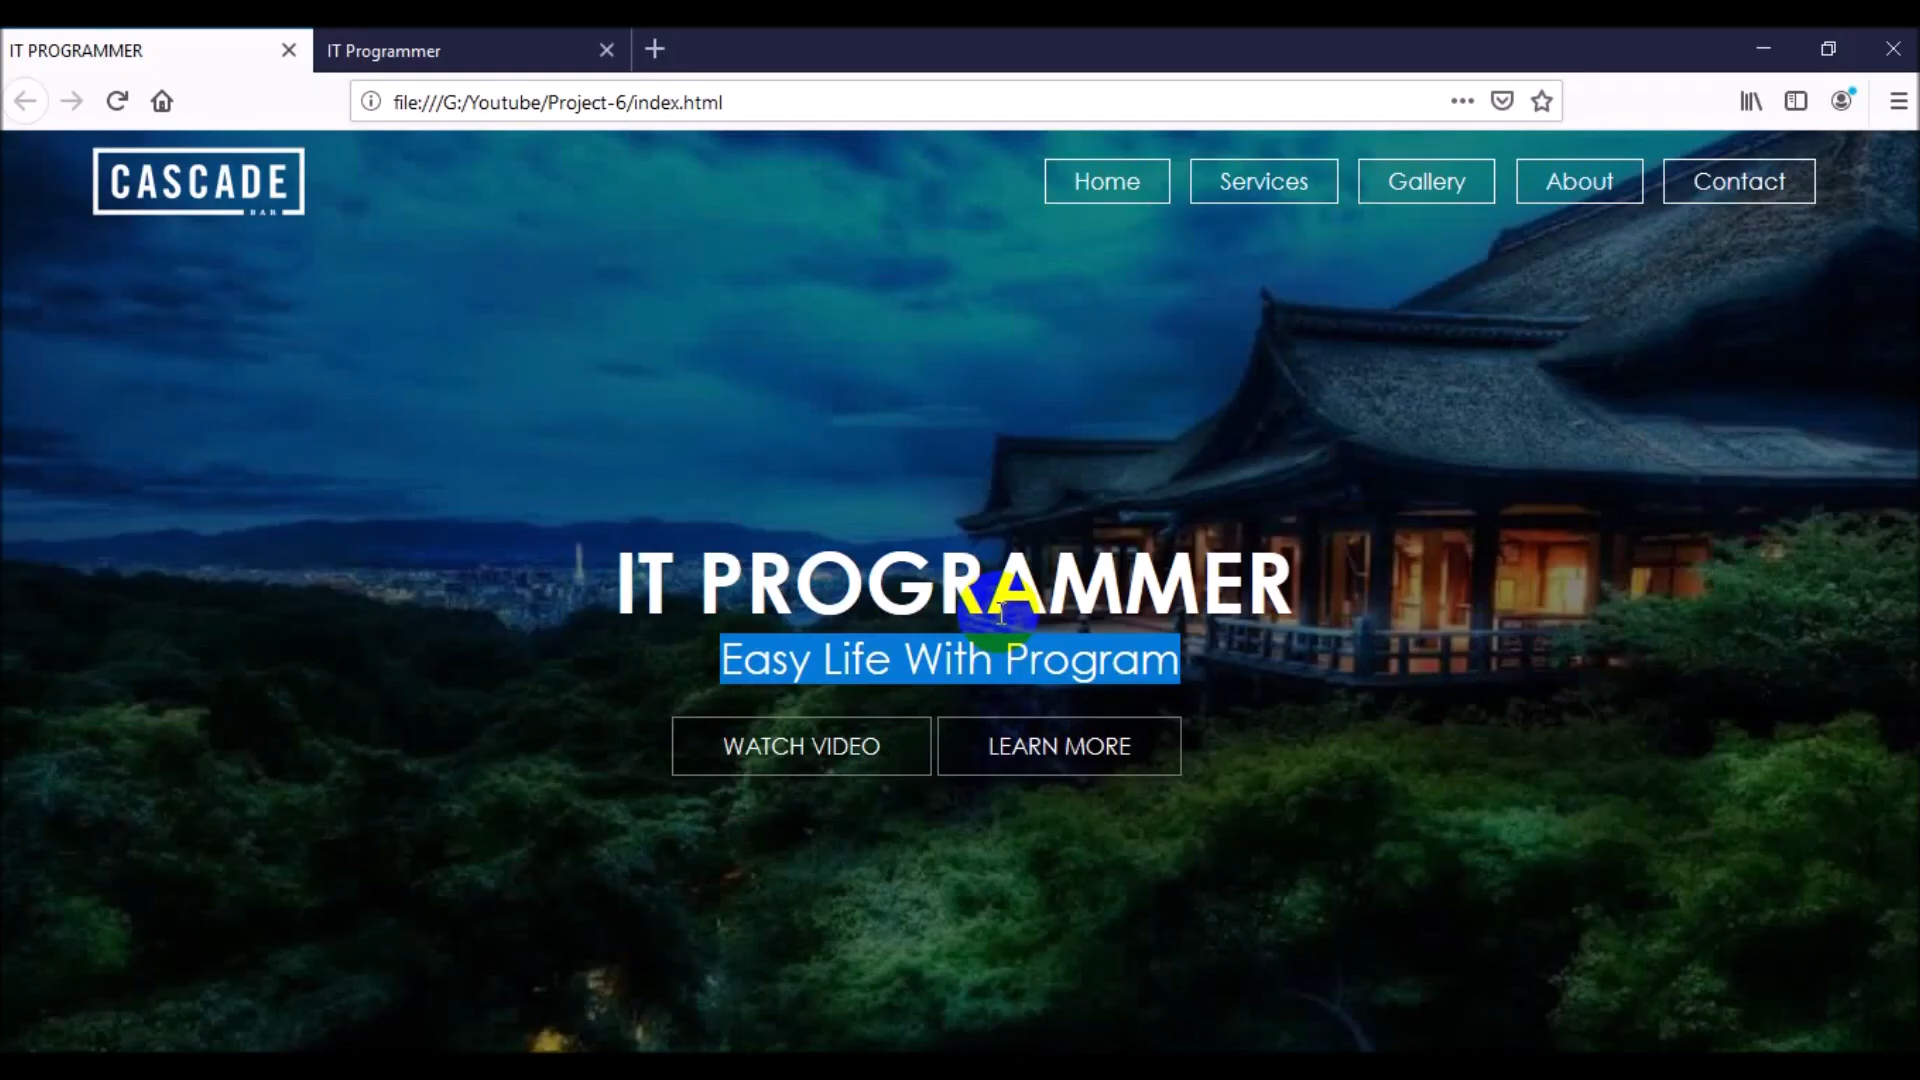 IT PROGRAMMER
IT Programmer
file:///G:/Youtube/Project-6/index.html
CASCADE
BAR
Home
Services
Gallery
About
Contact
IT PROGRAMMER
Easy Life With Program
WATCH VIDEO
LEARN MORE